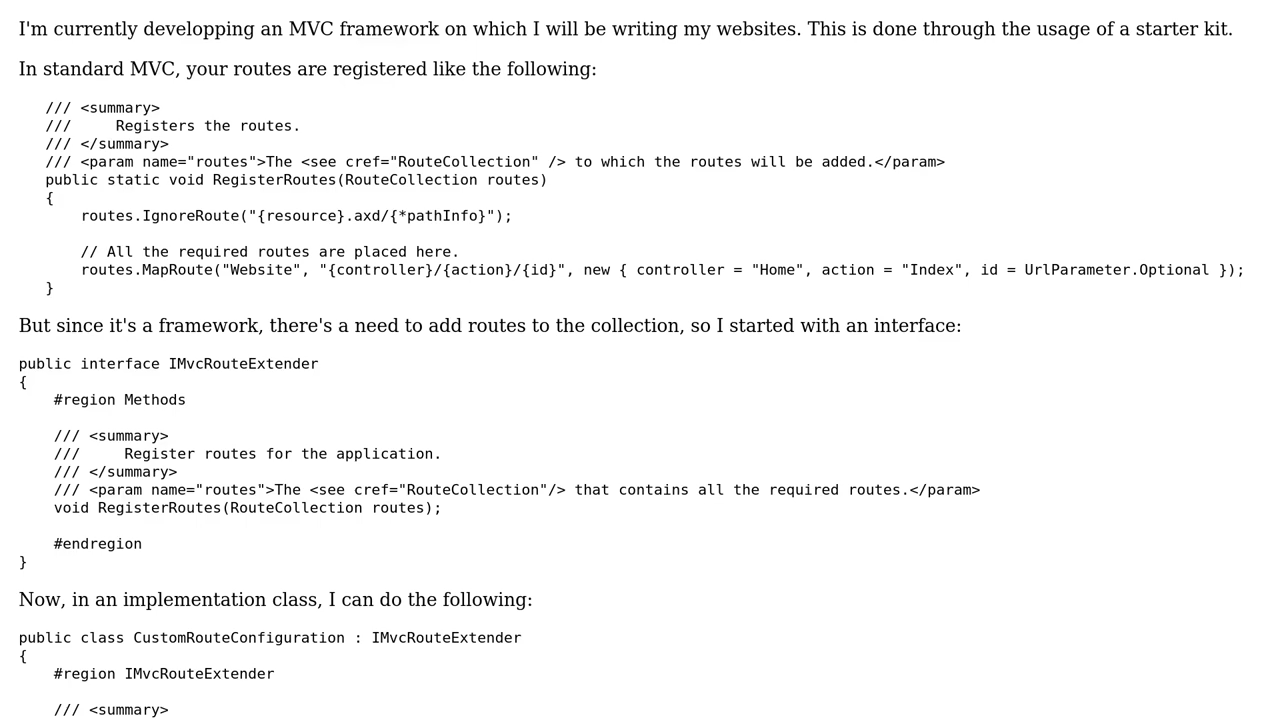 I'm currently developping an MVC framework on which I will be writing my websites. This is done through the usage of a starter kit.
In standard MVC, your routes are registered like the following:
/// <summary>
///     Registers the routes.
/// </summary>
/// <param name="routes">The <see cref="RouteCollection" /> to which the routes will be added.</param>
public static void RegisterRoutes(RouteCollection routes)
{
    routes.IgnoreRoute("{resource}.axd/{*pathInfo}");
    // All the required routes are placed here.
    routes.MapRoute("Website", "{controller}/{action}/{id}", new { controller = "Home", action = "Index", id = UrlParameter.Optional });
}
But since it's a framework, there's a need to add routes to the collection, so I started with an interface:
public interface IMvcRouteExtender
{
    #region Methods
    /// <summary>
    ///     Register routes for the application.
    /// </summary>
    /// <param name="routes">The <see cref="RouteCollection"/> that contains all the required routes.</param>
    void RegisterRoutes(RouteCollection routes);
    #endregion
}
Now, in an implementation class, I can do the following:
public class CustomRouteConfiguration : IMvcRouteExtender
{
    #region IMvcRouteExtender
    /// <summary>